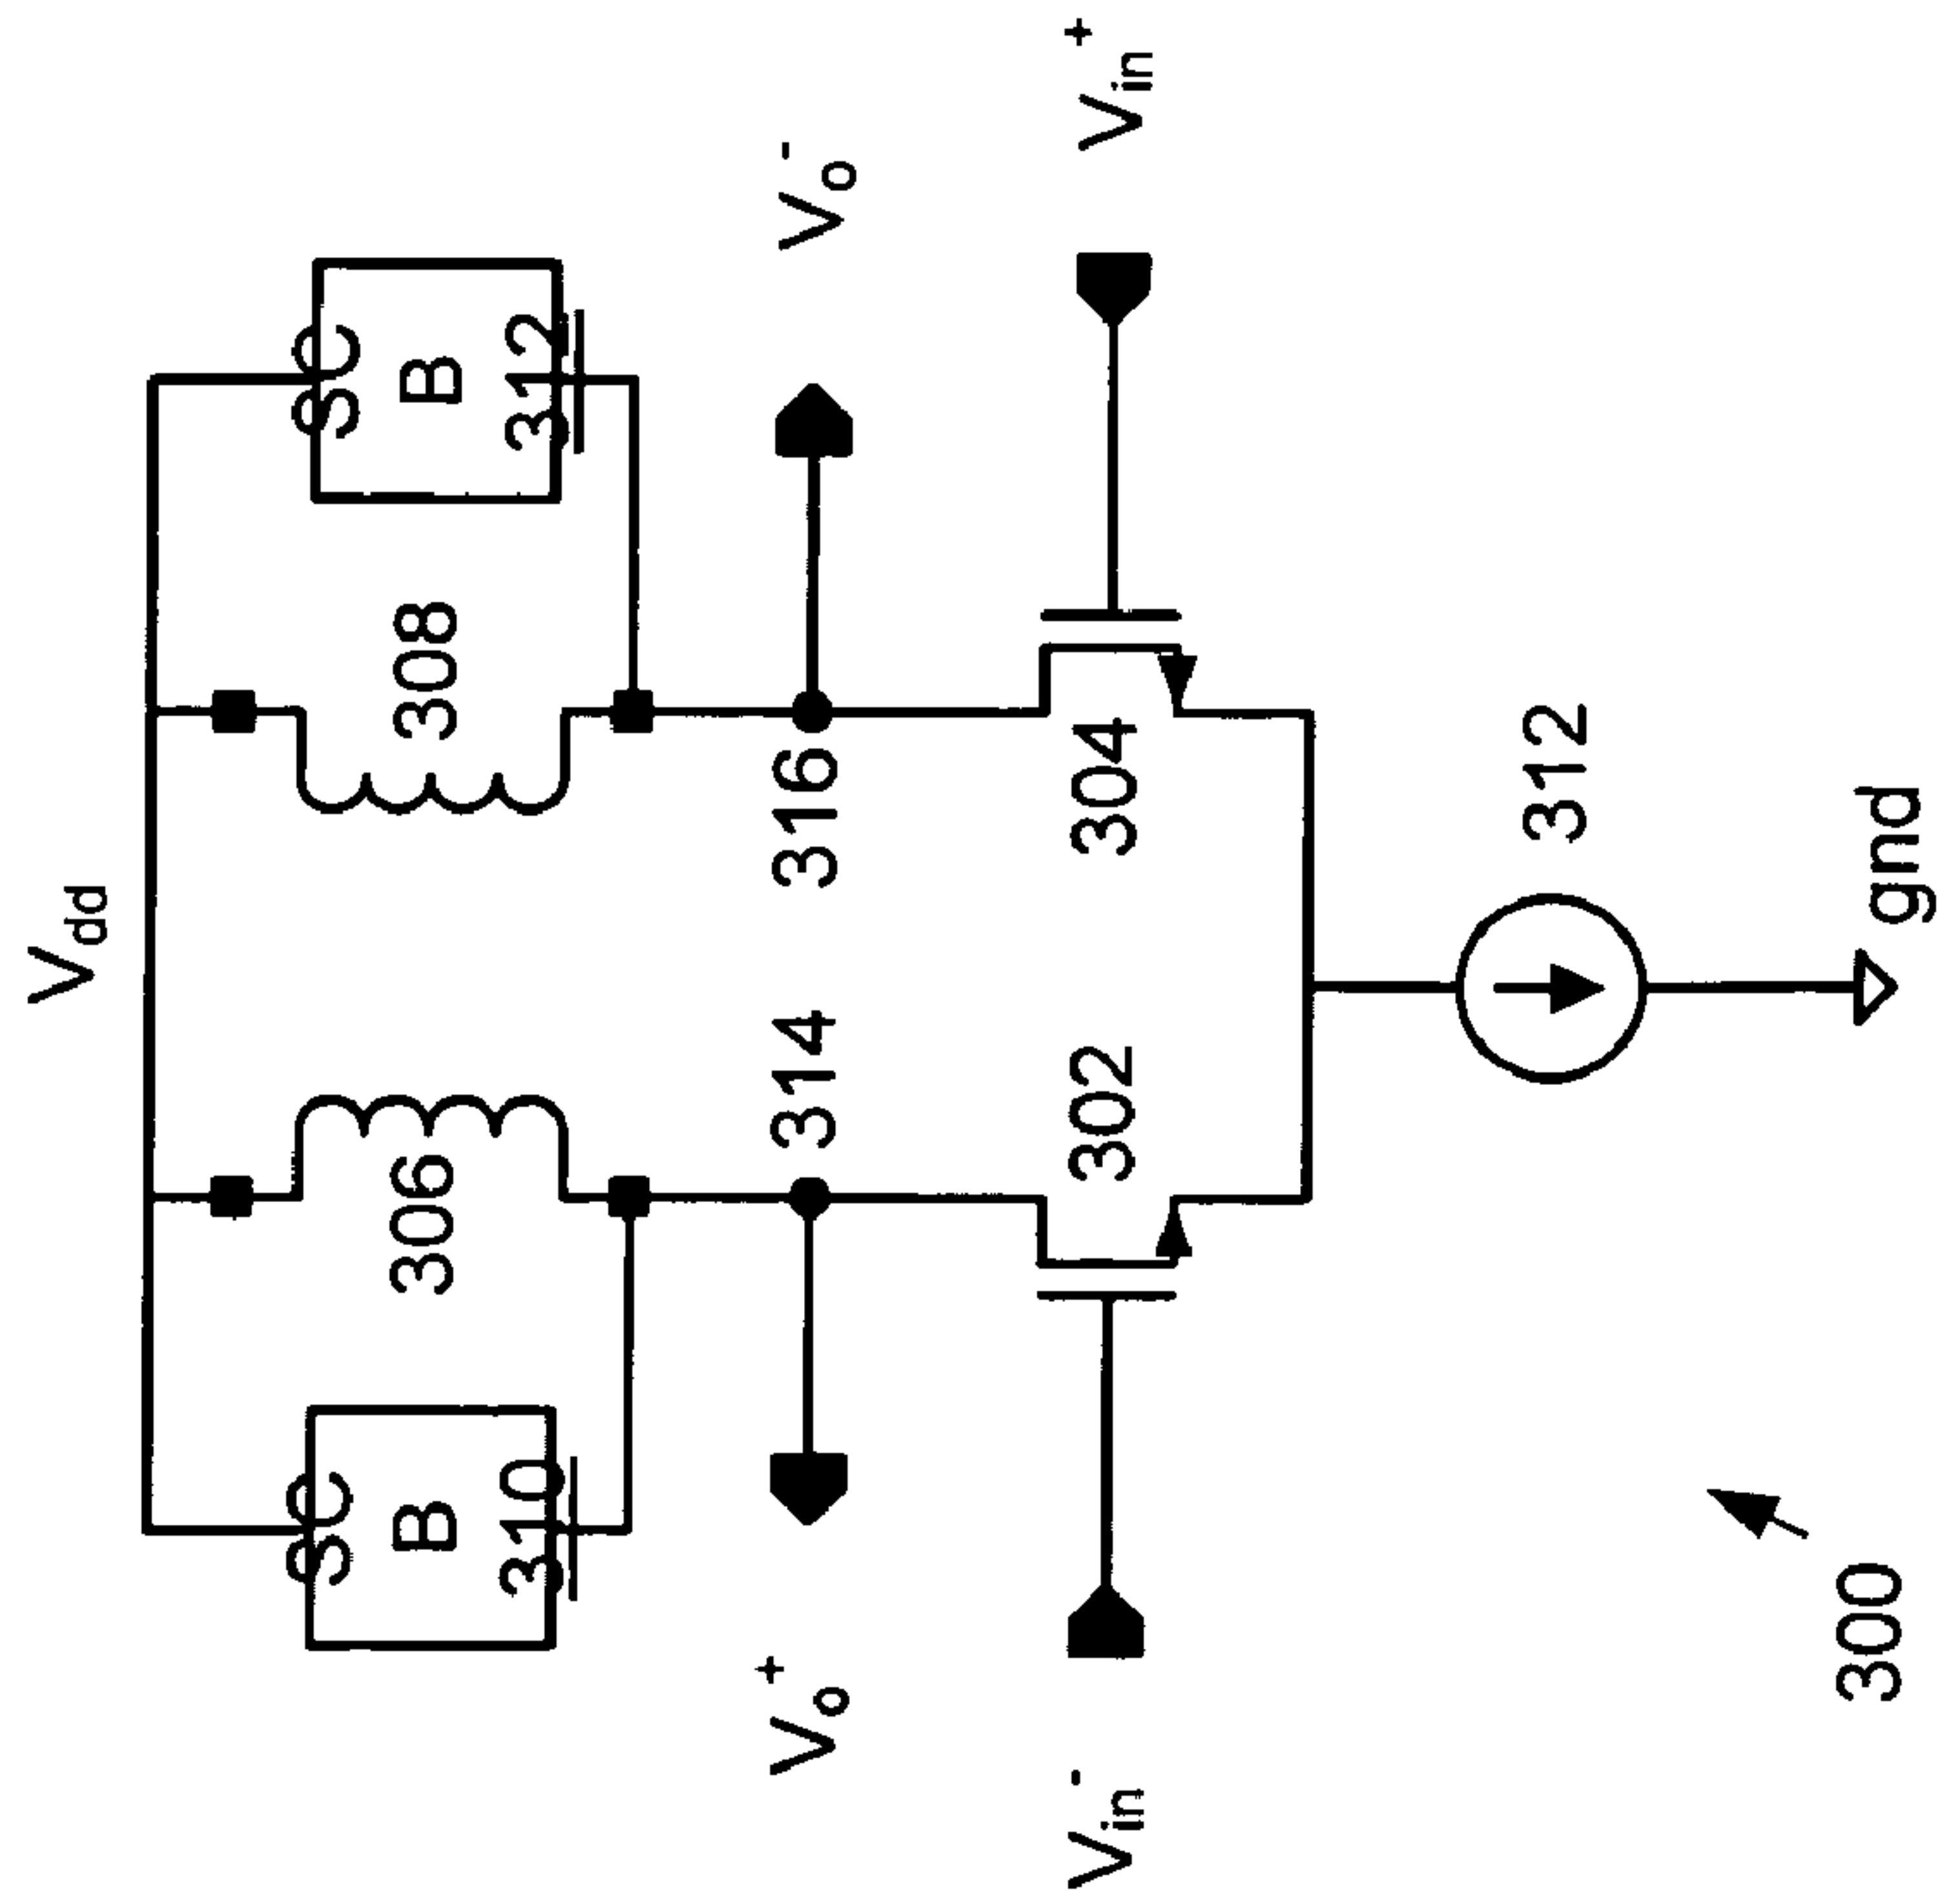 V_dd
SC
B
310
306
308
SC
B
312
V_o^+
314
316
V_o^-
V_in^-
302
304
V_in^+
312
gnd
300